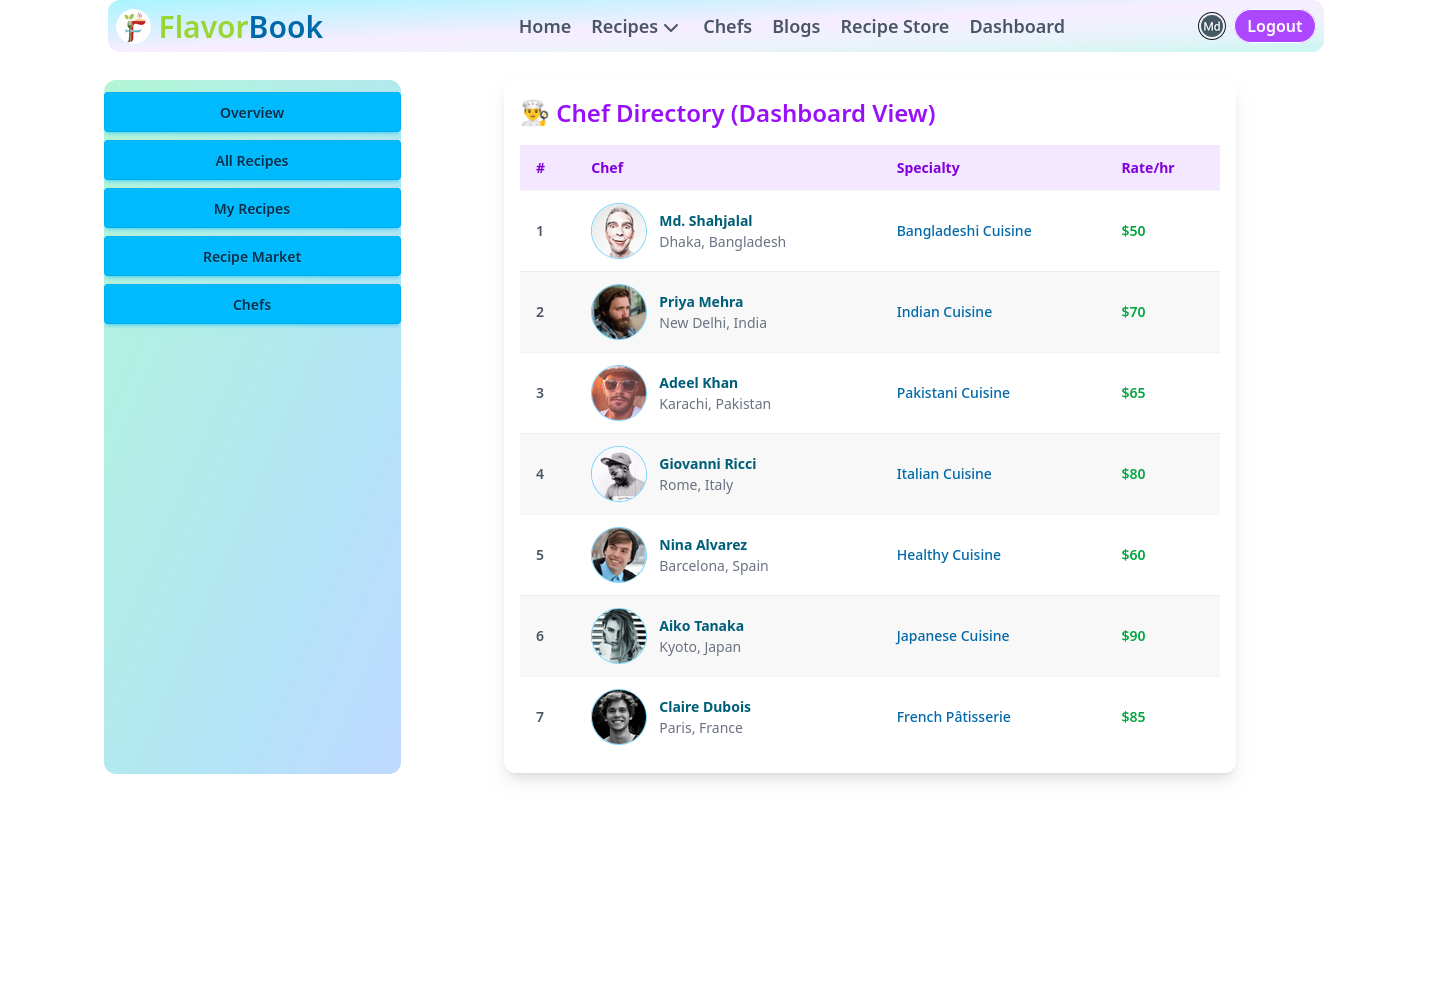 FlavorBook
Home Recipes Chefs Blogs Recipe Store Dashboard
Md
Logout
Overview
All Recipes
My Recipes
Recipe Market
Chefs
👨‍🍳 Chef Directory (Dashboard View)
# Chef Specialty Rate/hr
1 Md. Shahjalal Bangladeshi Cuisine $50
Dhaka, Bangladesh
2 Priya Mehra Indian Cuisine $70
New Delhi, India
3 Adeel Khan Pakistani Cuisine $65
Karachi, Pakistan
4 Giovanni Ricci Italian Cuisine $80
Rome, Italy
5 Nina Alvarez Healthy Cuisine $60
Barcelona, Spain
6 Aiko Tanaka Japanese Cuisine $90
Kyoto, Japan
7 Claire Dubois French Pâtisserie $85
Paris, France